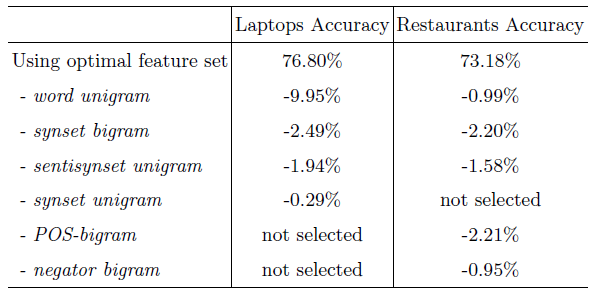 Laptops Accuracy Restaurants Accuracy
Using optimal feature set 76.80% 73.18%
- word unigram -9.95% -0.99%
- synset bigram -2.49% -2.20%
- sentisynset unigram -1.94% -1.58%
- synset unigram -0.29% not selected
- POS-bigram not selected -2.21%
- negator bigram not selected -0.95%